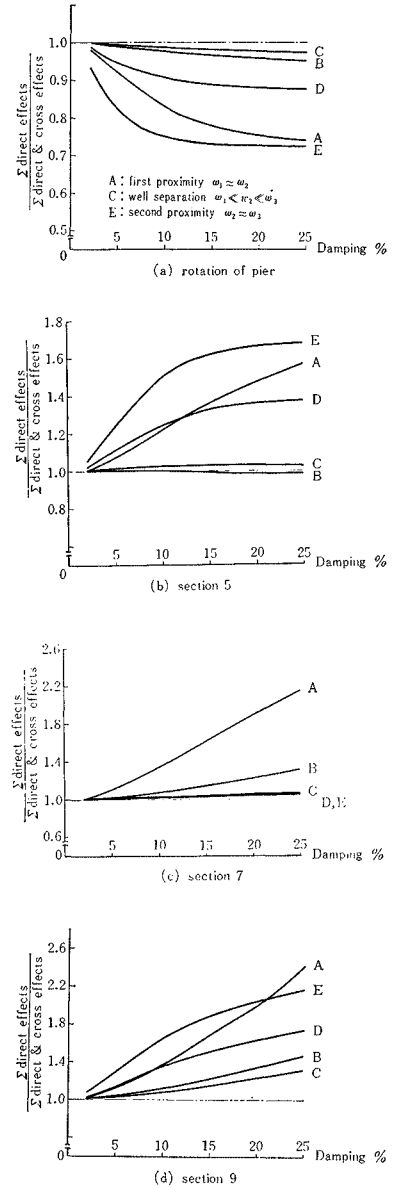 Σ direct effects
Σ direct & cross effects
1.0
0.9
0.8
0.7
0.6
0.5
0
C
B
D
A
E
A : first proximity ω₁ ≈ ω₂
C : well separation ω₁ ≪ w₂ ≪ ω₃
E : second proximity ω₂ ≈ ω₃
5 10 15 20 25 Damping %
(a) rotation of pier
Σ direct effects
Σ direct & cross effects
1.8
1.6
1.4
1.2
1.0
0.8
0
E
A
D
C
B
5 10 15 20 25 Damping %
(b) section 5
Σ direct effects
Σ direct & cross effects
2.6
2.2
1.8
1.4
1.0
0.6
0
A
B
C
D,E
5 10 15 20 25 Damping %
(c) section 7
Σ direct effects
Σ direct & cross effects
2.6
2.2
1.8
1.4
1.0
0
A
E
D
B
C
5 10 15 20 25 Damping %
(d) section 9